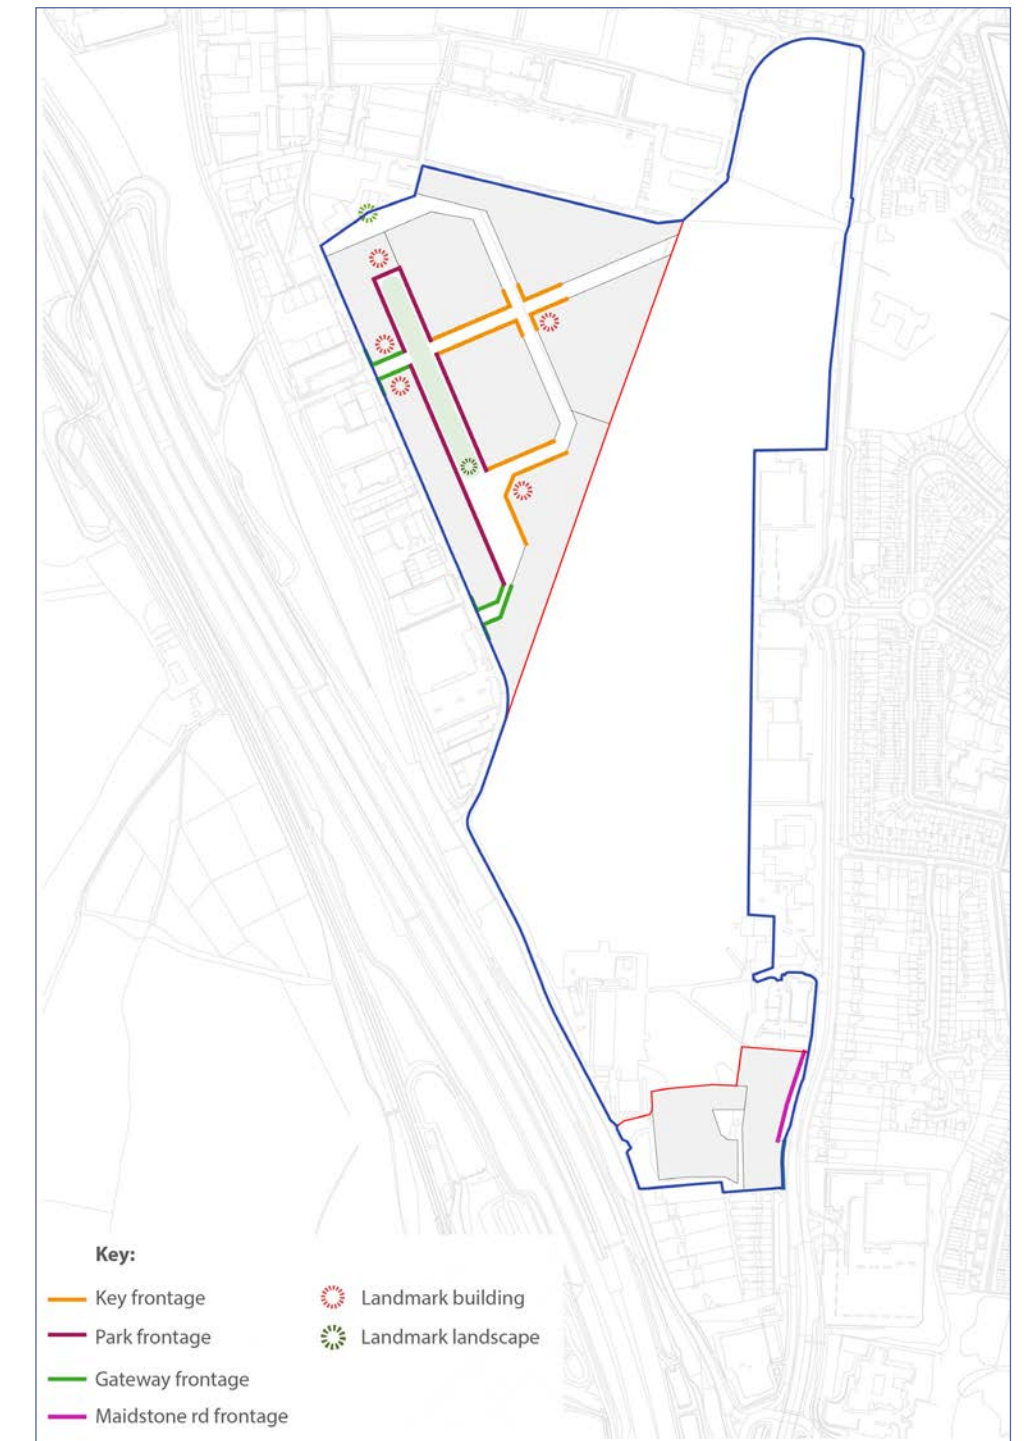 Key:
Key frontage
Landmark building
Park frontage
Landmark landscape
Gateway frontage
Maidstone rd frontage